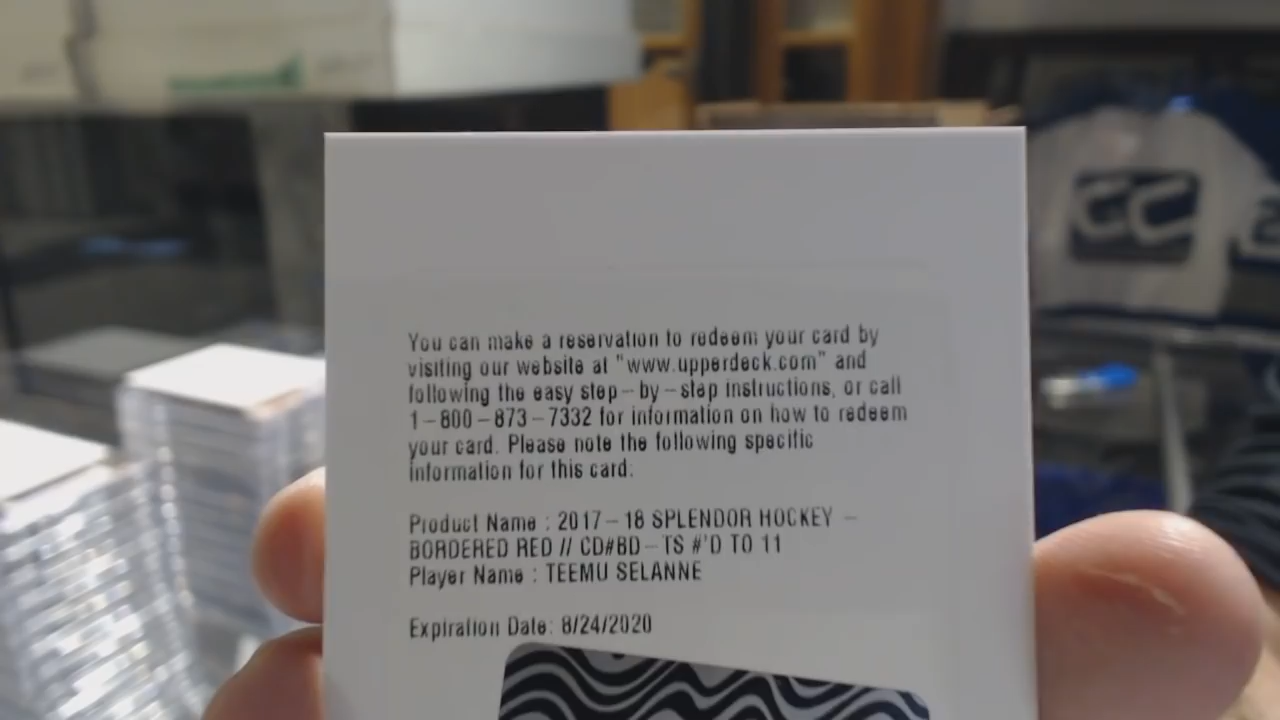 GC
You can make a reservation to redeem your card by
visiting our website at "www.upperdeck.com" and
following the easy step-by-step instructions, or call
1-800-873-7332 for information on how to redeem
your card. Please note the following specific
information for this card:
Product Name : 2017-18 SPLENDOR HOCKEY -
BORDERED RED // CD#BD-TS #'D TO 11
Player Name : TEEMU SELANNE
Expiration Date: 8/24/2020